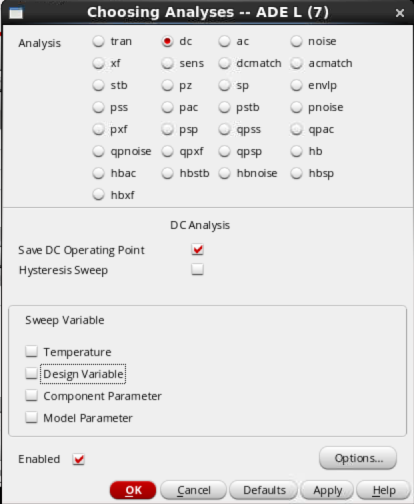 Choosing Analyses -- ADE L (7)
Analysis tran dc ac noise
xf sens dcmatch acmatch
stb pz sp envlp
pss pac pstb pnoise
pxf psp qpss qpac
qpnoise qpxf qpsp hb
hbac hbstb hbnoise hbsp
hbxf
DC Analysis
Save DC Operating Point
Hysteresis Sweep
Sweep Variable
Temperature
Design Variable
Component Parameter
Model Parameter
Enabled Options...
OK Cancel Defaults Apply Help